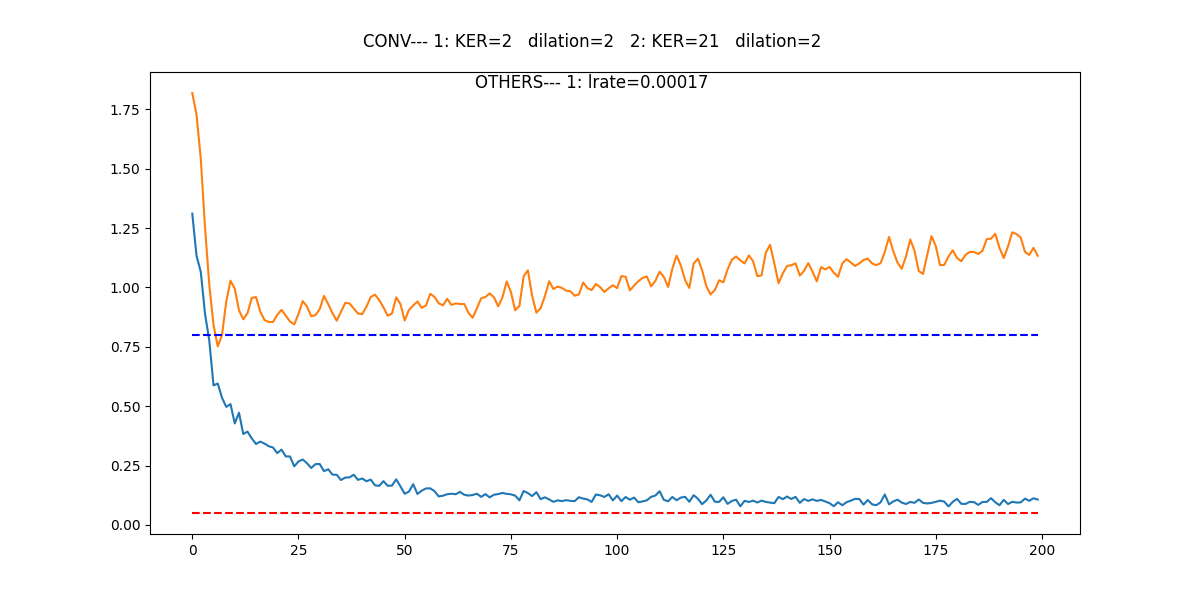 CONV--- 1: KER=2   dilation=2   2: KER=21   dilation=2
OTHERS--- 1: lrate=0.00017
1.75
1.50
1.25
1.00
0.75
0.50
0.25
0.00
0 25 50 75 100 125 150 175 200